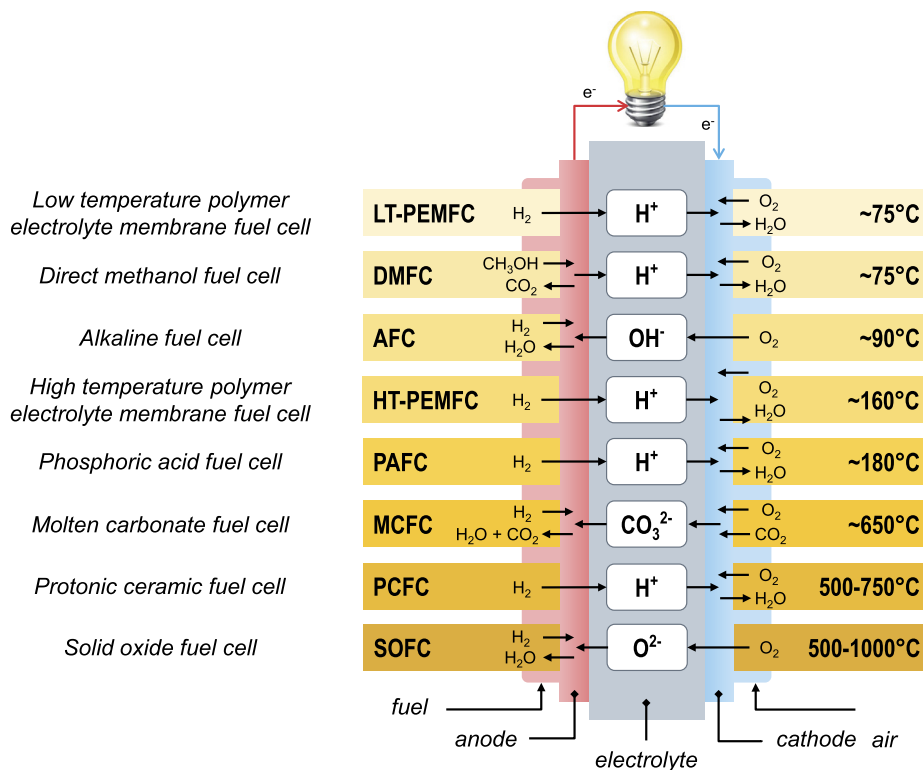 e⁻
e⁻
Low temperature polymer
electrolyte membrane fuel cell
LT-PEMFC
H₂
H⁺
O₂
H₂O
~75°C
Direct methanol fuel cell
DMFC
CH₃OH
CO₂
H⁺
O₂
H₂O
~75°C
Alkaline fuel cell
AFC
H₂
H₂O
OH⁻
O₂
~90°C
High temperature polymer
electrolyte membrane fuel cell
HT-PEMFC
H₂
H⁺
O₂
H₂O
~160°C
Phosphoric acid fuel cell
PAFC
H₂
H⁺
O₂
H₂O
~180°C
Molten carbonate fuel cell
MCFC
H₂
H₂O + CO₂
CO₃²⁻
O₂
CO₂
~650°C
Protonic ceramic fuel cell
PCFC
H₂
H⁺
O₂
H₂O
500-750°C
Solid oxide fuel cell
SOFC
H₂
H₂O
O²⁻
O₂
500-1000°C
fuel
anode
electrolyte
cathode
air